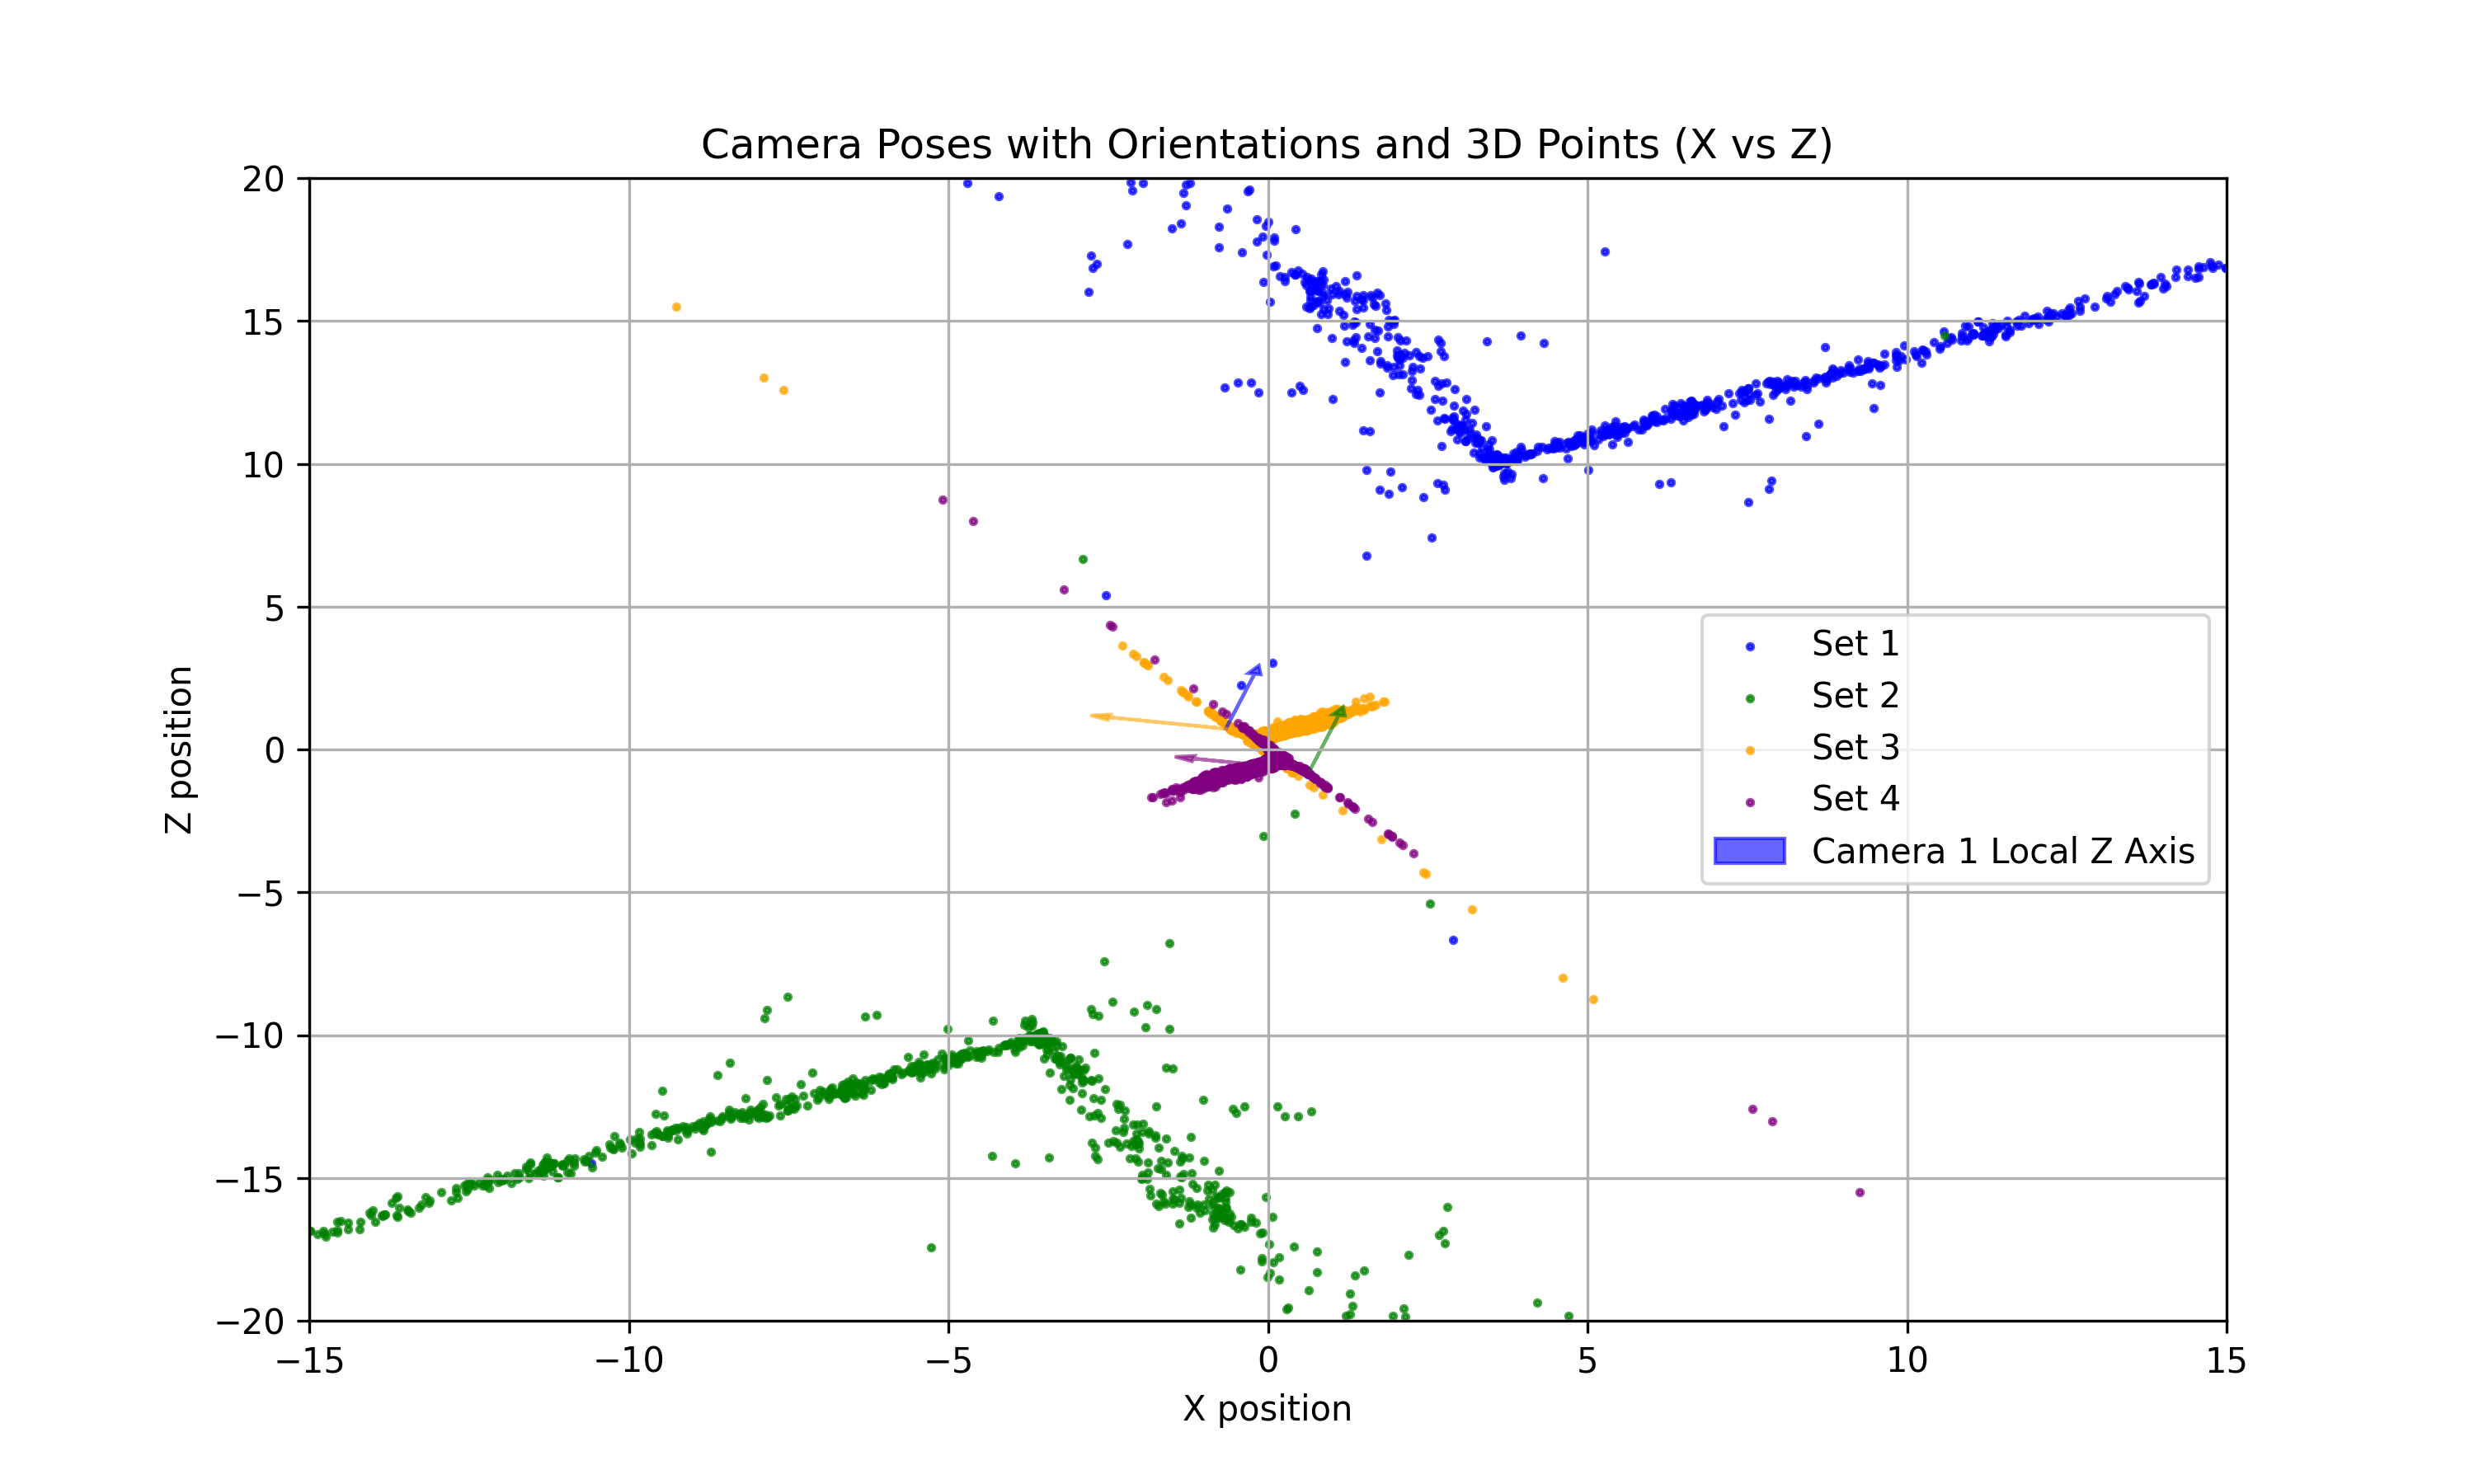 Camera Poses with Orientations and 3D Points (X vs Z)
20
15
10
5
0
−5
−10
−15
−20
Z position
Set 1
Set 2
Set 3
Set 4
Camera 1 Local Z Axis
−15
−10
−5
0
5
10
15
X position